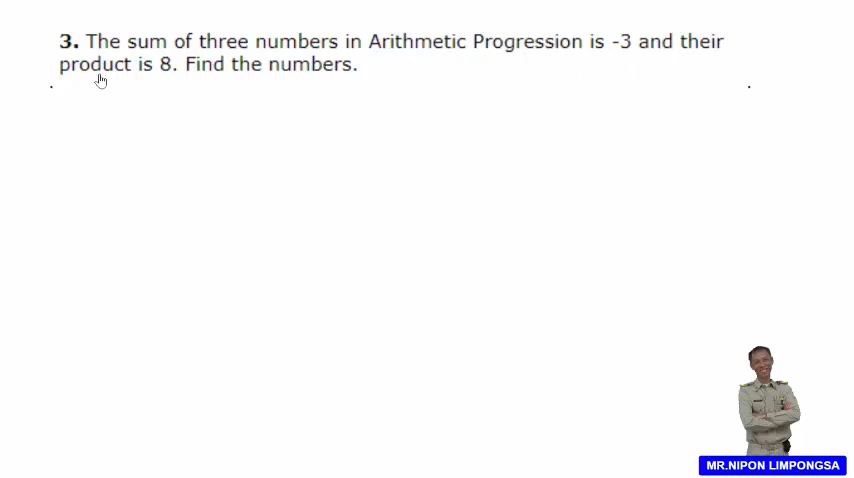 3. The sum of three numbers in Arithmetic Progression is -3 and their
product is 8. Find the numbers.
MR.NIPON LIMPONGSA